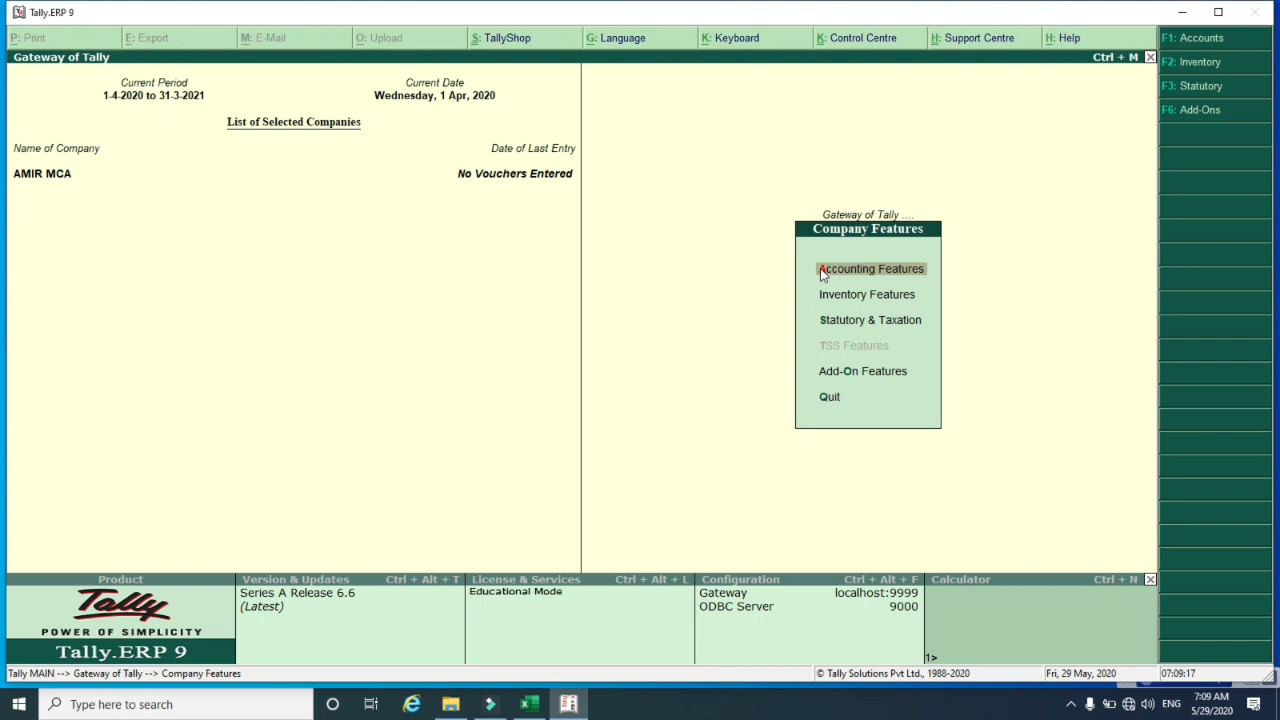 Tally.ERP 9
P: Print
E: Export
M: E-Mail
O: Upload
S: TallyShop
G: Language
K: Keyboard
K: Control Centre
H: Support Centre
H: Help
F1: Accounts
Gateway of Tally
Ctrl + M
F2: Inventory
F3: Statutory
F6: Add-Ons
Current Period
1-4-2020 to 31-3-2021
Current Date
Wednesday, 1 Apr, 2020
List of Selected Companies
Name of Company
Date of Last Entry
AMIR MCA
No Vouchers Entered
Gateway of Tally ....
Company Features
Accounting Features
Inventory Features
Statutory & Taxation
TSS Features
Add-On Features
Quit
Product
Tally
POWER OF SIMPLICITY
Tally.ERP 9
Version & Updates Ctrl + Alt + T
Series A Release 6.6
(Latest)
License & Services Ctrl + Alt + L
Educational Mode
Configuration Ctrl + Alt + F
Gateway localhost:9999
ODBC Server 9000
Calculator Ctrl + N
1>
Tally MAIN --> Gateway of Tally --> Company Features
© Tally Solutions Pvt Ltd., 1988-2020
Fri, 29 May, 2020
07:09:17
Type here to search
ENG
7:09 AM
5/29/2020